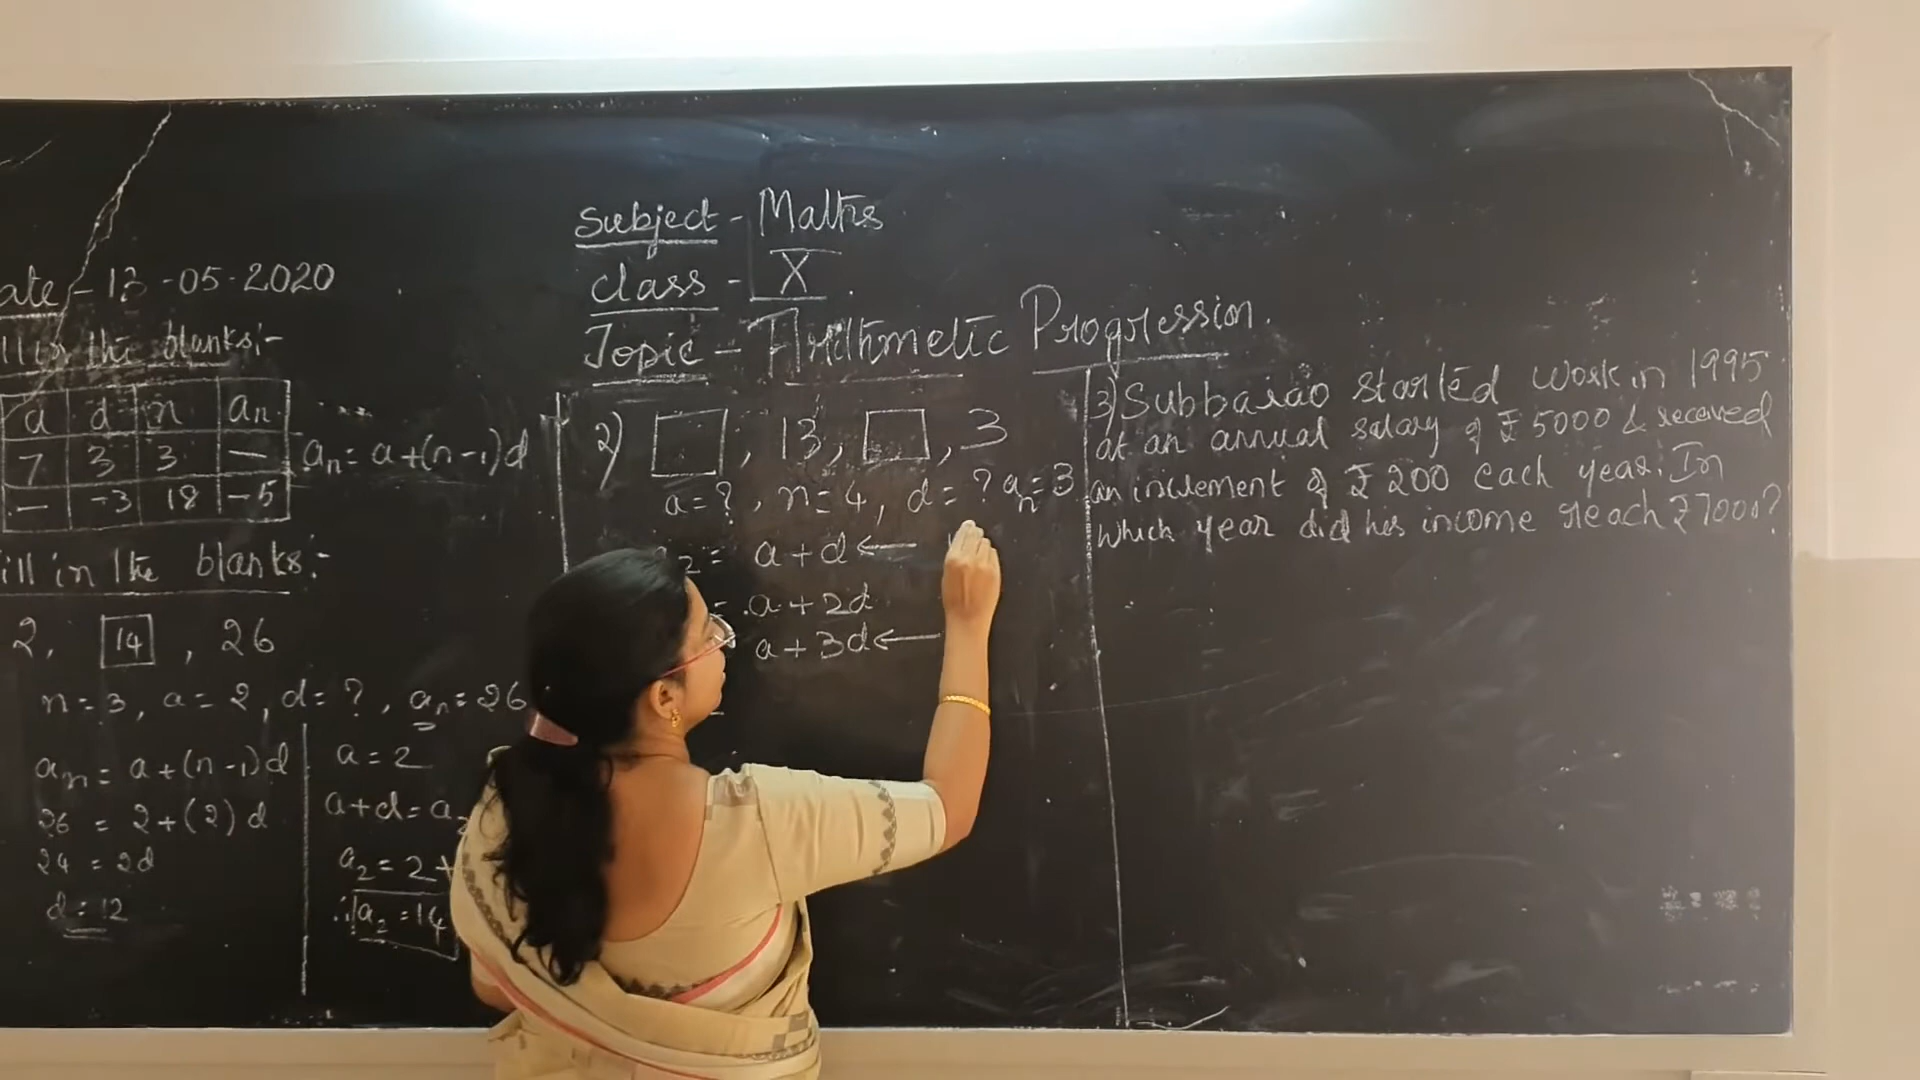 Subject - Maths
Class - X
Topic - Arithmetic Progression.
ate - 13-05-2020
ll in the blanks:-
a d n an
7 3 3 —
— -3 18 -5
an = a+(n-1)d
ill in the blanks:-
2, 14, 26
n=3, a=2, d=?, an=26
an = a+(n-1)d
26 = 2+(2)d
24 = 2d
d=12
a=2
a+d=a2
a2=2+
∴ a2=14
2) □, 13, □, 3
a=?, n=4, d=? an=3
2 = a+d ←
= a+2d
a+3d ←
3) Subbarao started work in 1995
at an annual salary of ₹5000 & received
an increment of ₹200 each year. In
which year did his income reach ₹7000?